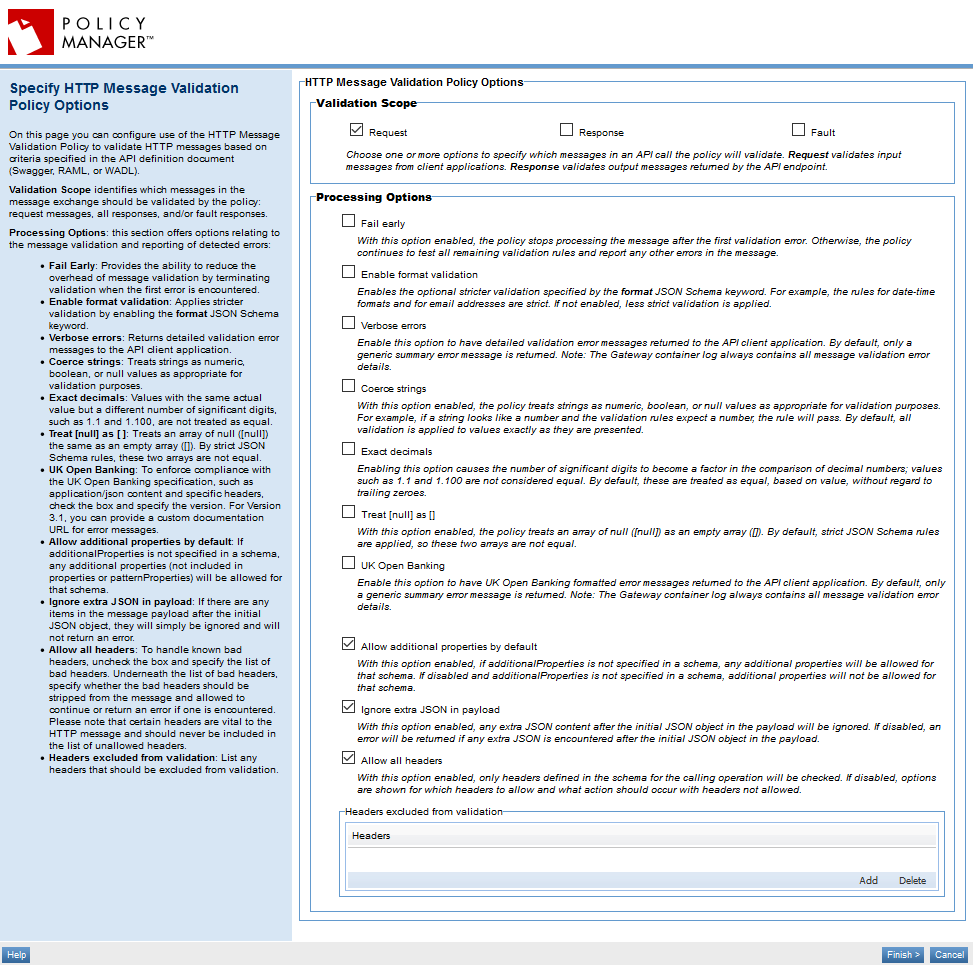 POLICY
MANAGER™
Specify HTTP Message Validation
Policy Options
On this page you can configure use of the HTTP Message
Validation Policy to validate HTTP messages based on
criteria specified in the API definition document
(Swagger, RAML, or WADL).
Validation Scope identifies which messages in the
message exchange should be validated by the policy:
request messages, all responses, and/or fault responses.
Processing Options: this section offers options relating to
the message validation and reporting of detected errors:
• Fail Early: Provides the ability to reduce the
overhead of message validation by terminating
validation when the first error is encountered.
• Enable format validation: Applies stricter
validation by enabling the format JSON Schema
keyword.
• Verbose errors: Returns detailed validation error
messages to the API client application.
• Coerce strings: Treats strings as numeric,
boolean, or null values as appropriate for
validation purposes.
• Exact decimals: Values with the same actual
value but a different number of significant digits,
such as 1.1 and 1.100, are not treated as equal.
• Treat [null] as [ ]: Treats an array of null ([null])
the same as an empty array ([]). By strict JSON
Schema rules, these two arrays are not equal.
• UK Open Banking: To enforce compliance with
the UK Open Banking specification, such as
application/json content and specific headers,
check the box and specify the version. For Version
3.1, you can provide a custom documentation
URL for error messages.
• Allow additional properties by default: If
additionalProperties is not specified in a schema,
any additional properties (not included in
properties or patternProperties) will be allowed for
that schema.
• Ignore extra JSON in payload: If there are any
items in the message payload after the initial
JSON object, they will simply be ignored and will
not return an error.
• Allow all headers: To handle known bad
headers, uncheck the box and specify the list of
bad headers. Underneath the list of bad headers,
specify whether the bad headers should be
stripped from the message and allowed to
continue or return an error if one is encountered.
Please note that certain headers are vital to the
HTTP message and should never be included in
the list of unallowed headers.
• Headers excluded from validation: List any
headers that should be excluded from validation.
HTTP Message Validation Policy Options
Validation Scope
Request Response Fault
Choose one or more options to specify which messages in an API call the policy will validate. Request validates input
messages from client applications. Response validates output messages returned by the API endpoint.
Processing Options
Fail early
With this option enabled, the policy stops processing the message after the first validation error. Otherwise, the policy
continues to test all remaining validation rules and report any other errors in the message.
Enable format validation
Enables the optional stricter validation specified by the format JSON Schema keyword. For example, the rules for date-time
formats and for email addresses are strict. If not enabled, less strict validation is applied.
Verbose errors
Enable this option to have detailed validation error messages returned to the API client application. By default, only a
generic summary error message is returned. Note: The Gateway container log always contains all message validation error
details.
Coerce strings
With this option enabled, the policy treats strings as numeric, boolean, or null values as appropriate for validation purposes.
For example, if a string looks like a number and the validation rules expect a number, the rule will pass. By default, all
validation is applied to values exactly as they are presented.
Exact decimals
Enabling this option causes the number of significant digits to become a factor in the comparison of decimal numbers; values
such as 1.1 and 1.100 are not considered equal. By default, these are treated as equal, based on value, without regard to
trailing zeroes.
Treat [null] as []
With this option enabled, the policy treats an array of null ([null]) as an empty array ([]). By default, strict JSON Schema rules
are applied, so these two arrays are not equal.
UK Open Banking
Enable this option to have UK Open Banking formatted error messages returned to the API client application. By default, only
a generic summary error message is returned. Note: The Gateway container log always contains all message validation error
details.
Allow additional properties by default
With this option enabled, if additionalProperties is not specified in a schema, any additional properties will be allowed for
that schema. If disabled and additionalProperties is not specified in a schema, additional properties will not be allowed for
that schema.
Ignore extra JSON in payload
With this option enabled, any extra JSON content after the initial JSON object in the payload will be ignored. If disabled, an
error will be returned if any extra JSON is encountered after the initial JSON object in the payload.
Allow all headers
With this option enabled, only headers defined in the schema for the calling operation will be checked. If disabled, options
are shown for which headers to allow and what action should occur with headers not allowed.
Headers excluded from validation
Headers
Add Delete
Help Finish > Cancel